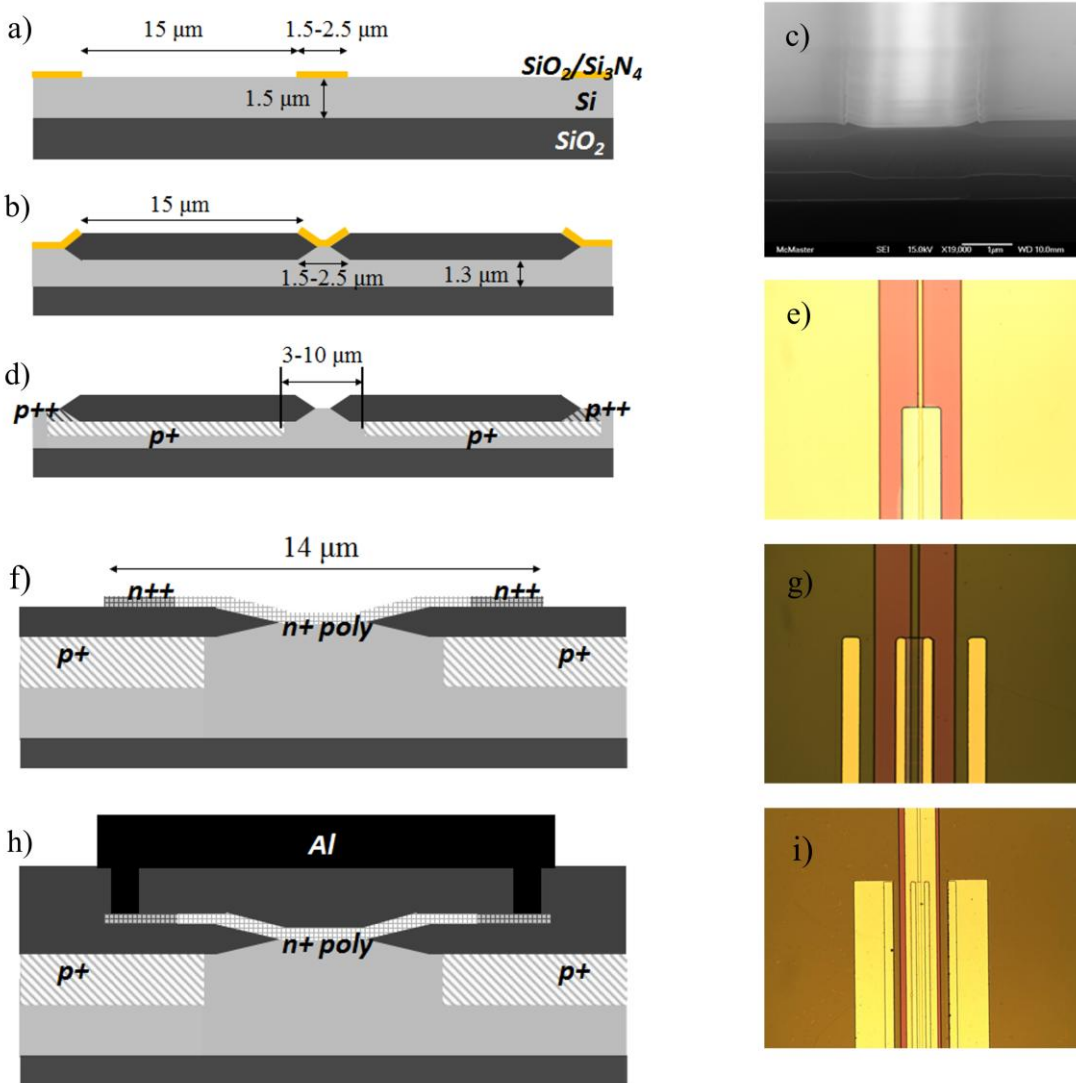 a)
15 μm
1.5-2.5 μm
SiO2/Si3N4
1.5 μm
Si
SiO2
b)
15 μm
1.5-2.5 μm
1.3 μm
c)
McMaster SEI 15.0kV X19,000 1μm WD 10.0mm
d)
3-10 μm
p++
p++
p+
p+
e)
f)
14 μm
n++
n++
n+ poly
p+
p+
g)
h)
Al
n+ poly
p+
p+
i)